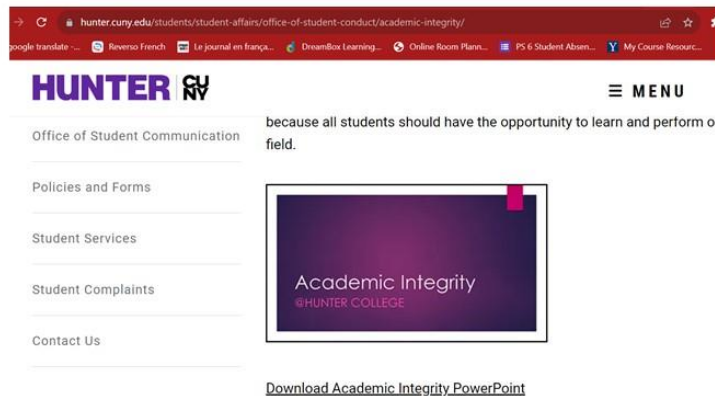 hunter.cuny.edu/students/student-affairs/office-of-student-conduct/academic-integrity/
google translate -... Reverso French Le journal en frança... DreamBox Learning... Online Room Plann... PS 6 Student Absen... My Course Resourc...
HUNTER CUNY
≡ MENU
Office of Student Communication
Policies and Forms
Student Services
Student Complaints
Contact Us
because all students should have the opportunity to learn and perform o
field.
Academic Integrity
@HUNTER COLLEGE
Download Academic Integrity PowerPoint